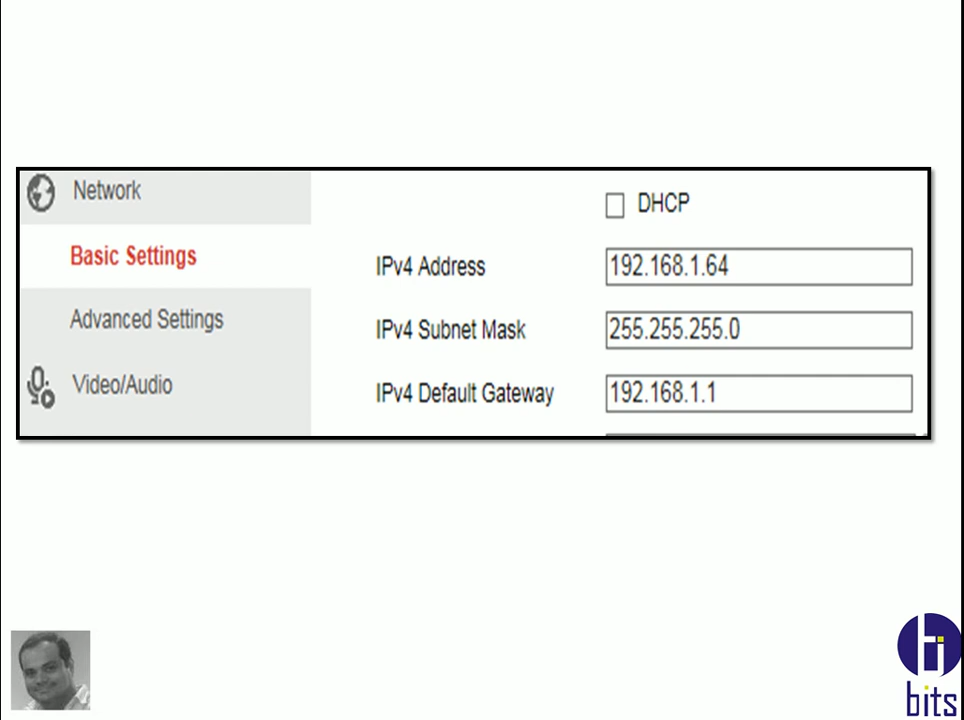 Network
DHCP
Basic Settings
IPv4 Address
192.168.1.64
Advanced Settings
IPv4 Subnet Mask
255.255.255.0
Video/Audio
IPv4 Default Gateway
192.168.1.1
bits